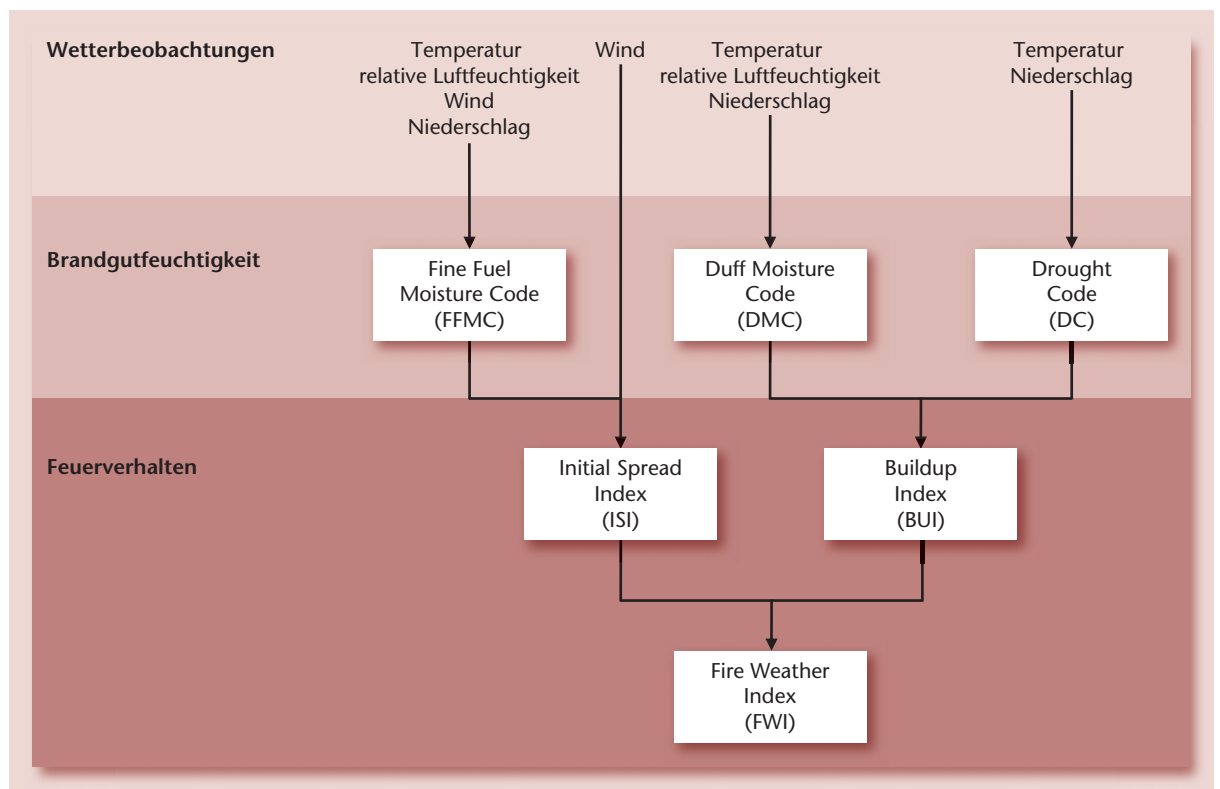 Wetterbeobachtungen
Temperatur
relative Luftfeuchtigkeit
Wind
Niederschlag
Wind
Temperatur
relative Luftfeuchtigkeit
Niederschlag
Temperatur
Niederschlag
Brandgutfeuchtigkeit
Fine Fuel
Moisture Code
(FFMC)
Duff Moisture
Code
(DMC)
Drought
Code
(DC)
Feuerverhalten
Initial Spread
Index
(ISI)
Buildup
Index
(BUI)
Fire Weather
Index
(FWI)